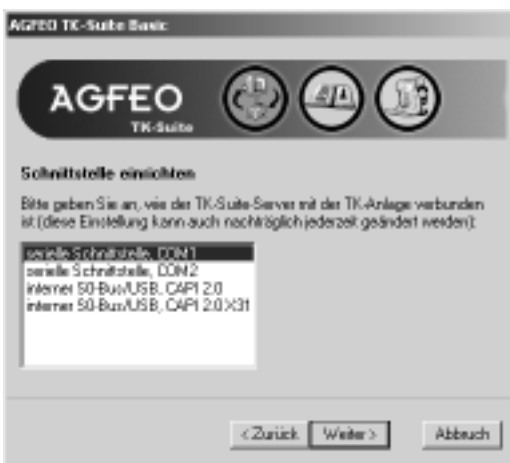 AGFEO TK-Suite Basic
AGFEO
TK-Suite
Schnittstelle einrichten
Bitte geben Sie an, wie der TK-Suite-Server mit der TK-Anlage verbunden
ist (diese Einstellung kann auch nachträglich jederzeit geändert werden):
serielle Schnittstelle, COM1
serielle Schnittstelle, COM2
interner S0-Bus/USB, CAPI 2.0
interner S0-Bus/USB, CAPI 2.0 X31
< Zurück Weiter > Abbruch